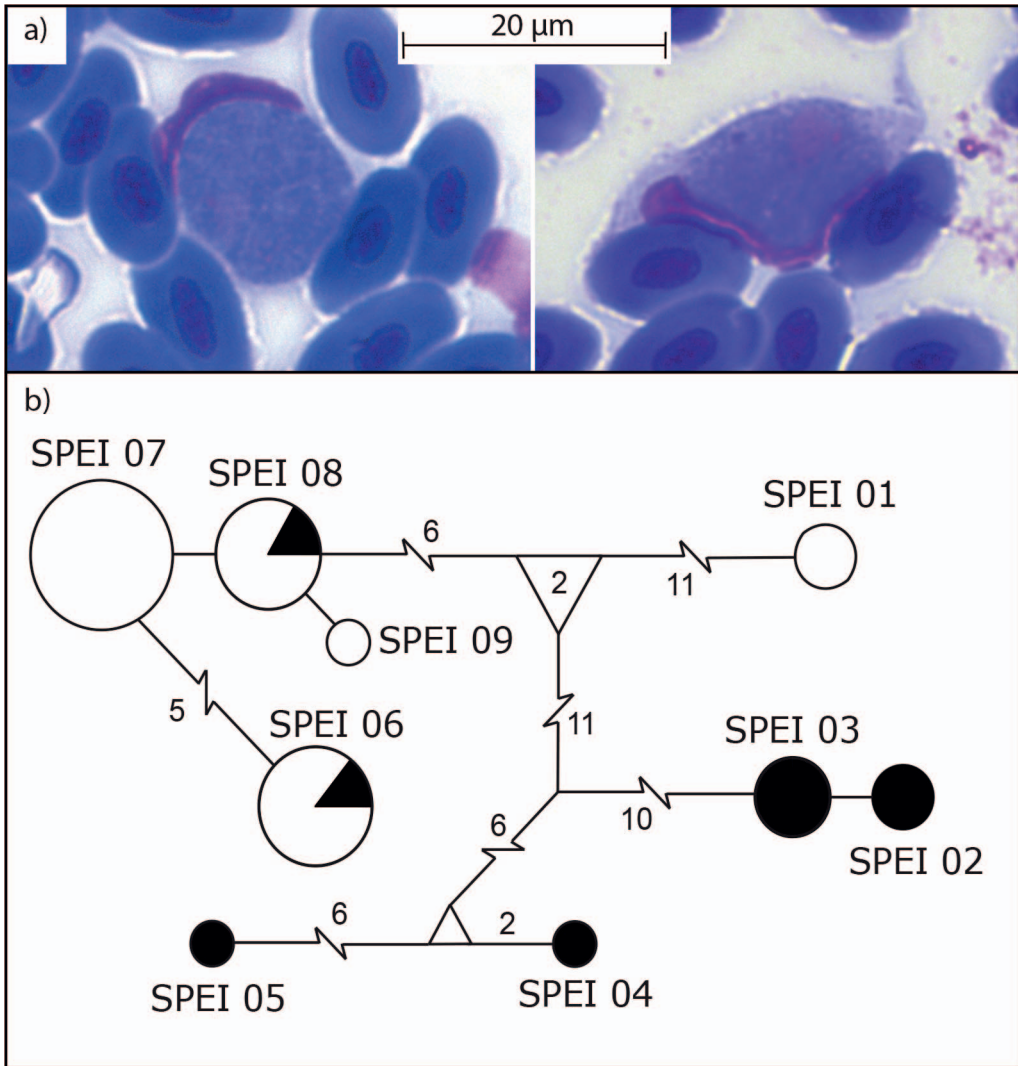 a)
20 µm
b)
SPEI 07
SPEI 08
SPEI 01
6
11
2
SPEI 09
5
SPEI 06
11
SPEI 03
10
SPEI 02
6
6
2
SPEI 05
SPEI 04